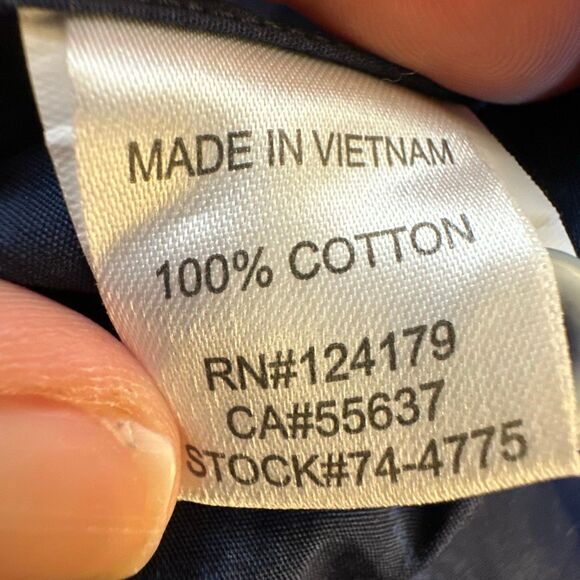 MADE IN VIETNAM
100% COTTON
RN#124179
CA#55637
STOCK#74-4775